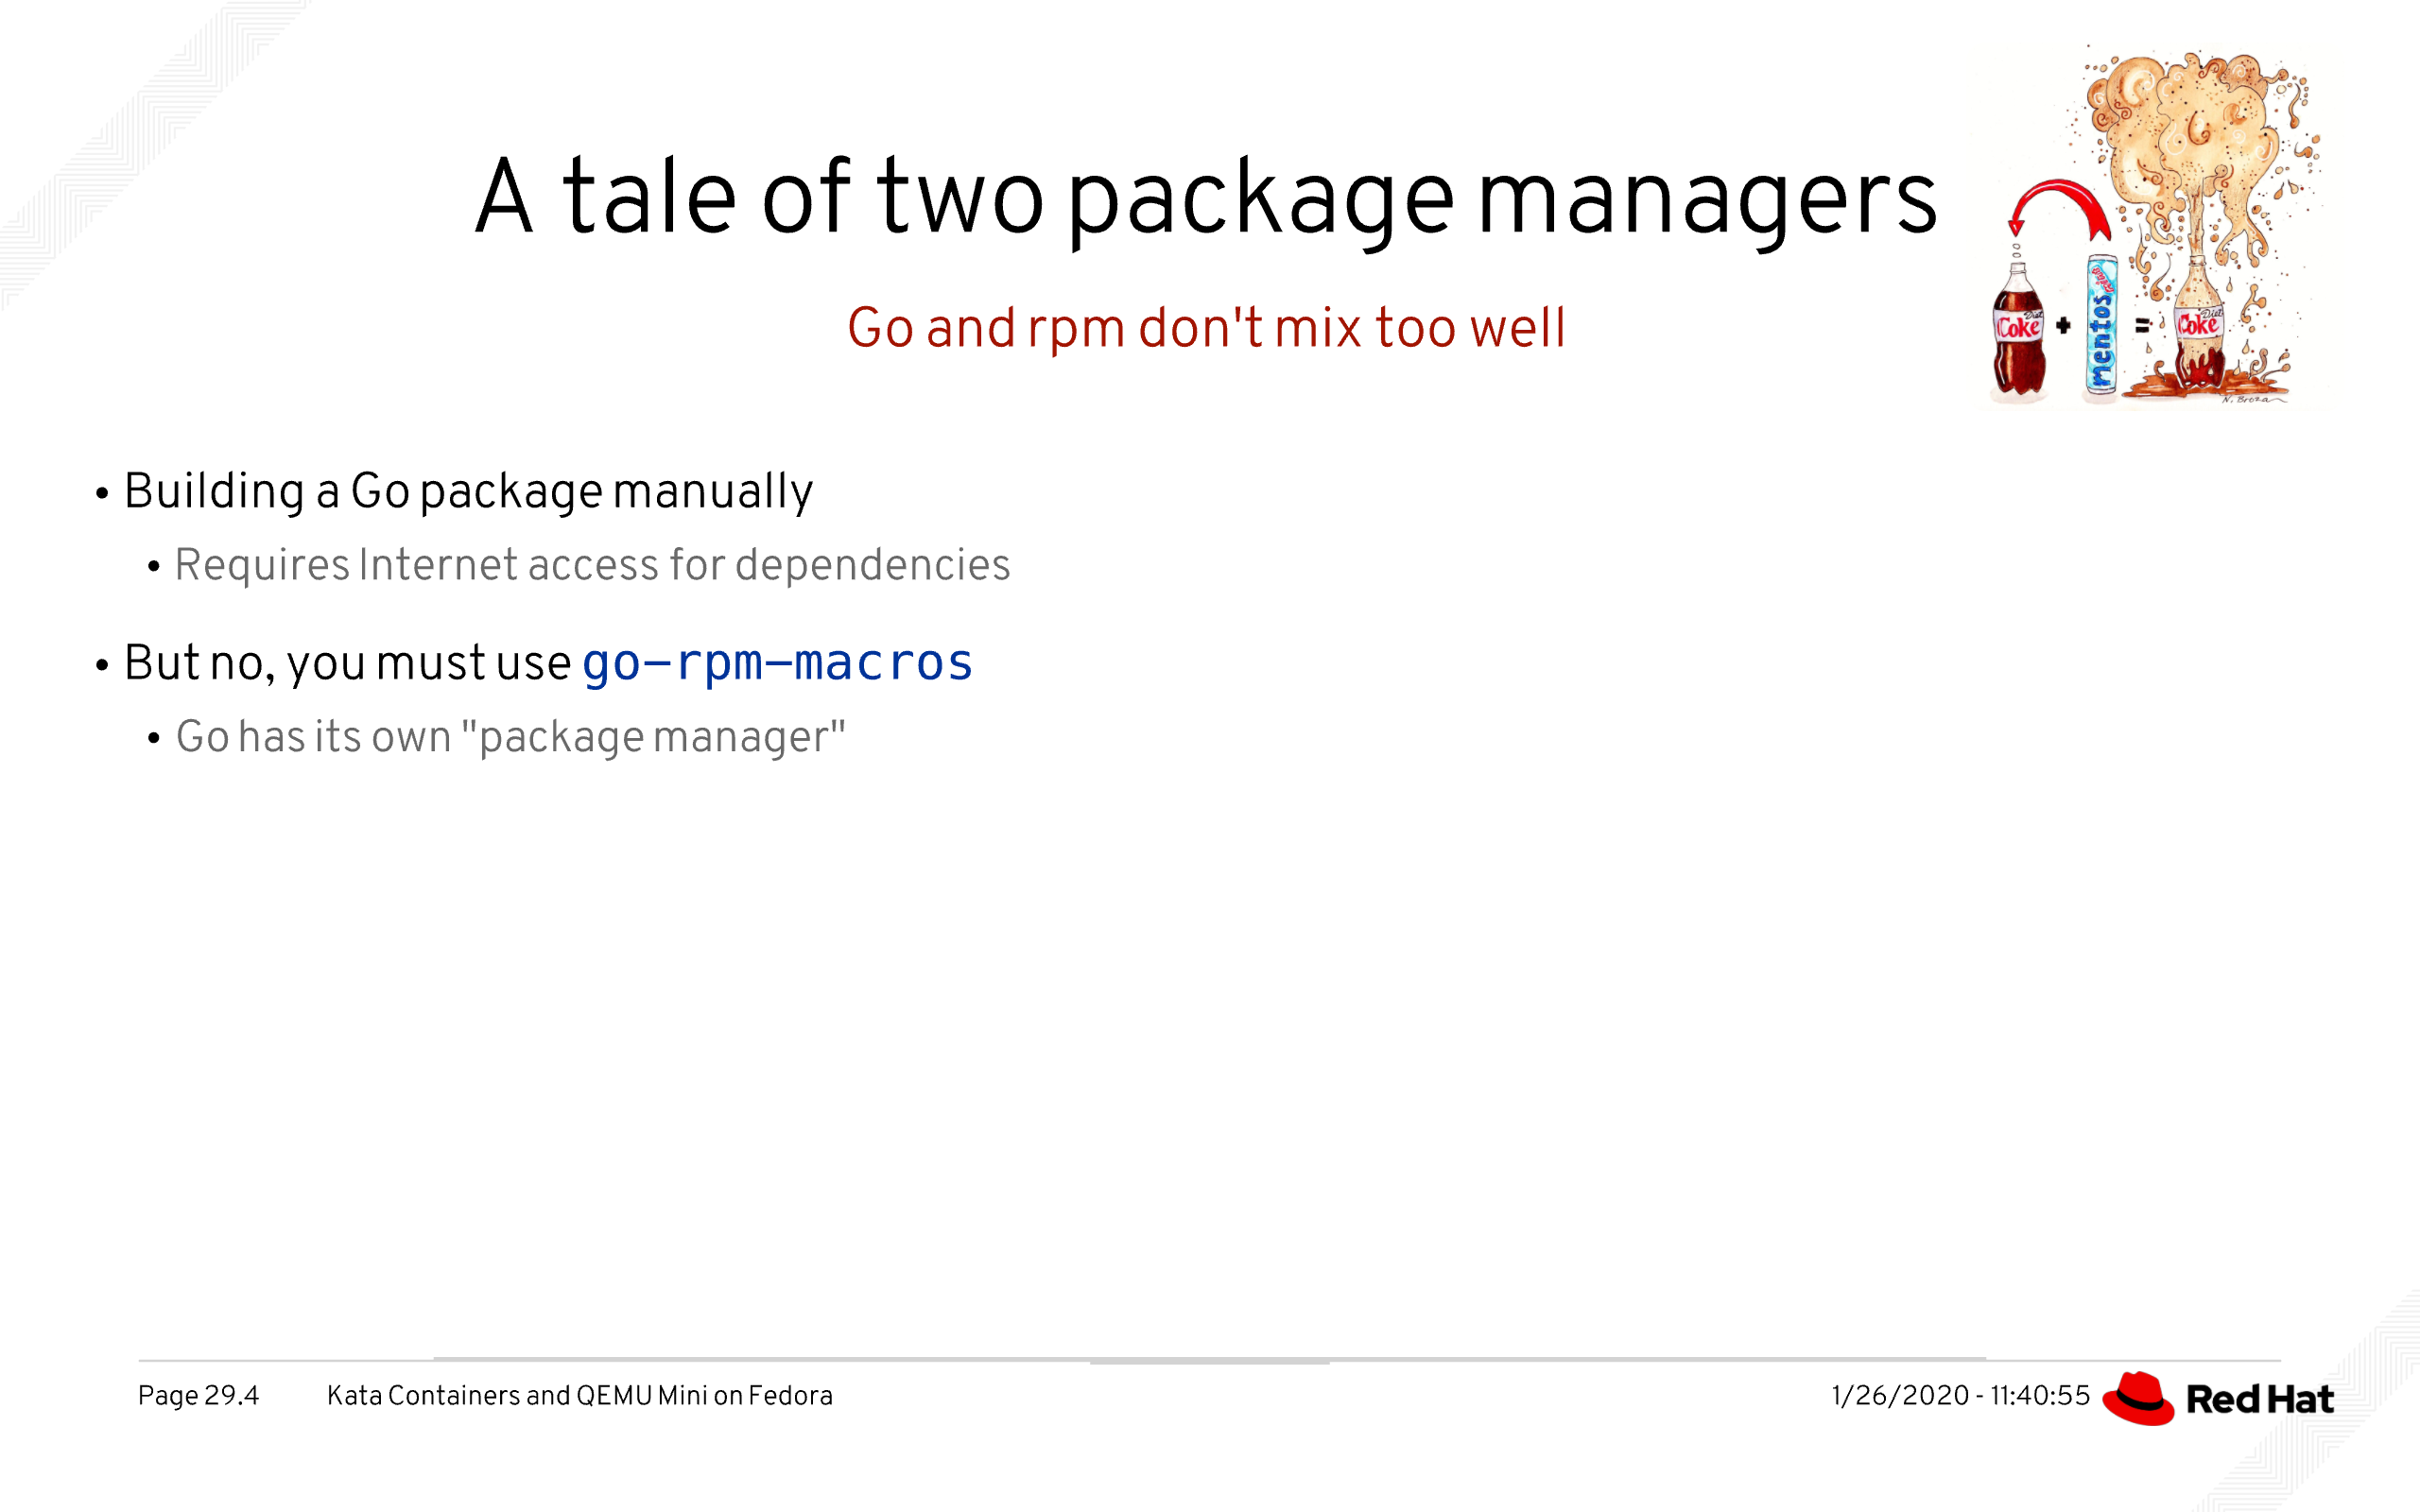 A tale of two package managers
Go and rpm don't mix too well
Diet
Coke
+
mentos
=
Diet
Coke
N. Broza
• Building a Go package manually
• Requires Internet access for dependencies
• But no, you must use go-rpm-macros
• Go has its own "package manager"
Page 29.4 Kata Containers and QEMU Mini on Fedora 1/26/2020 - 11:40:55 Red Hat